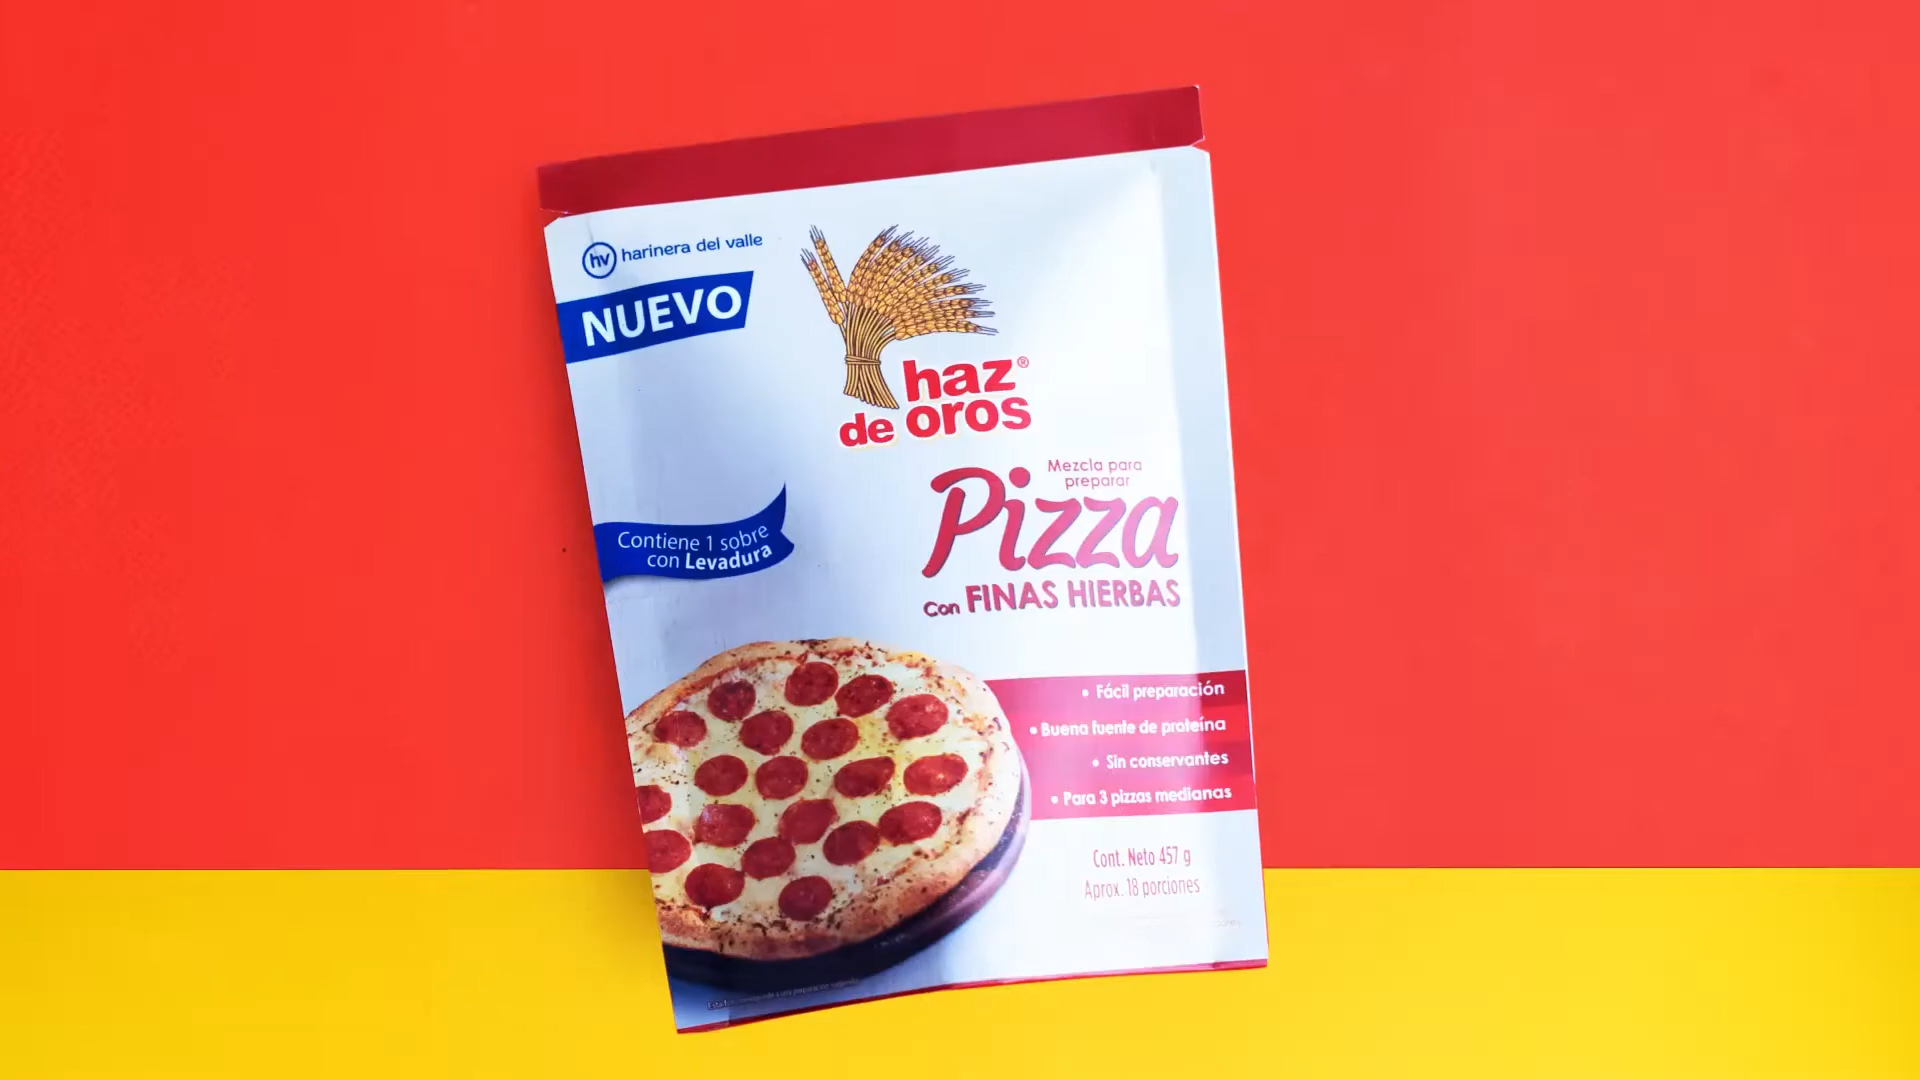 hv harinera del valle
NUEVO
haz®
de oros
Mezcla para
preparar
Pizza
Con FINAS HIERBAS
Contiene 1 sobre
con Levadura
• Fácil preparación
• Buena fuente de proteína
• Sin conservantes
• Para 3 pizzas medianas
Cont. Neto 457 g
Aprox. 18 porciones